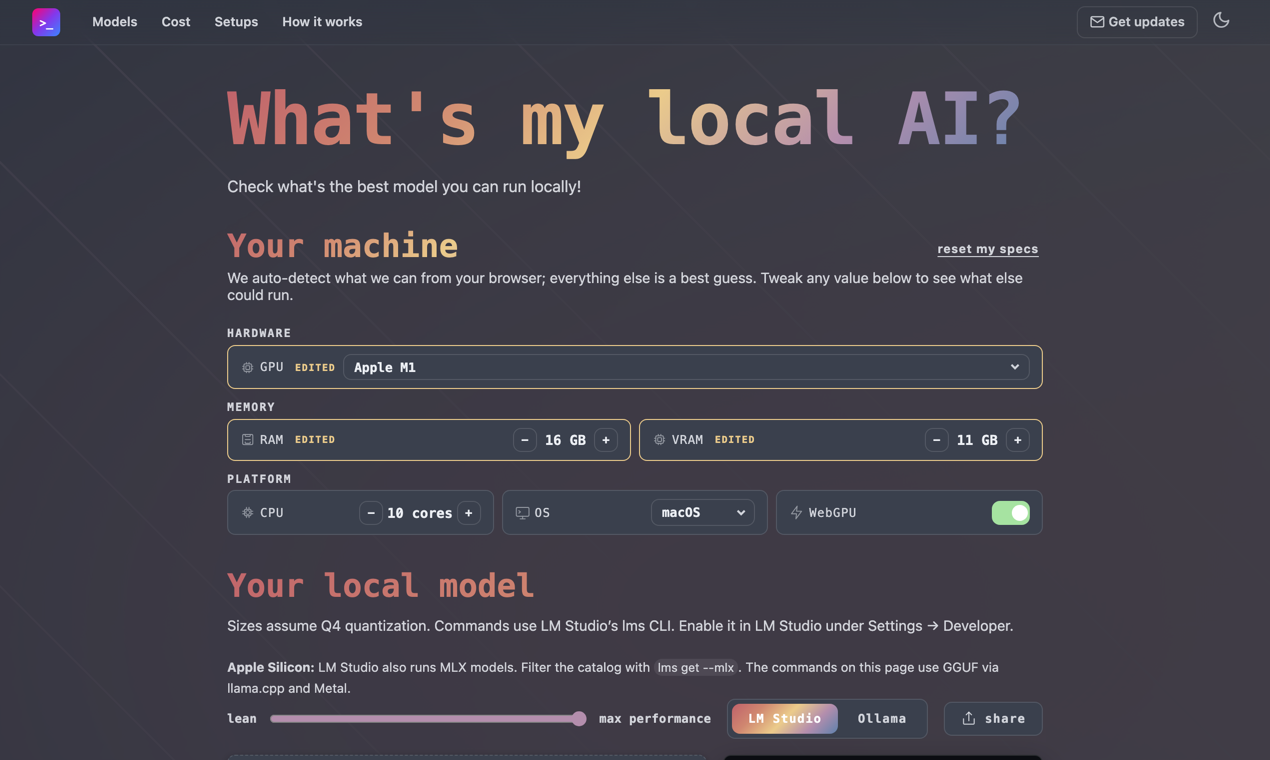 >_ Models Cost Setups How it works Get updates
What's my local AI?
Check what's the best model you can run locally!
Your machine
reset my specs
We auto-detect what we can from your browser; everything else is a best guess. Tweak any value below to see what else
could run.
HARDWARE
GPU EDITED Apple M1
MEMORY
RAM EDITED − 16 GB + VRAM EDITED − 11 GB +
PLATFORM
CPU − 10 cores + OS macOS WebGPU
Your local model
Sizes assume Q4 quantization. Commands use LM Studio’s lms CLI. Enable it in LM Studio under Settings → Developer.
Apple Silicon: LM Studio also runs MLX models. Filter the catalog with lms get --mlx. The commands on this page use GGUF via
llama.cpp and Metal.
lean max performance LM Studio Ollama share